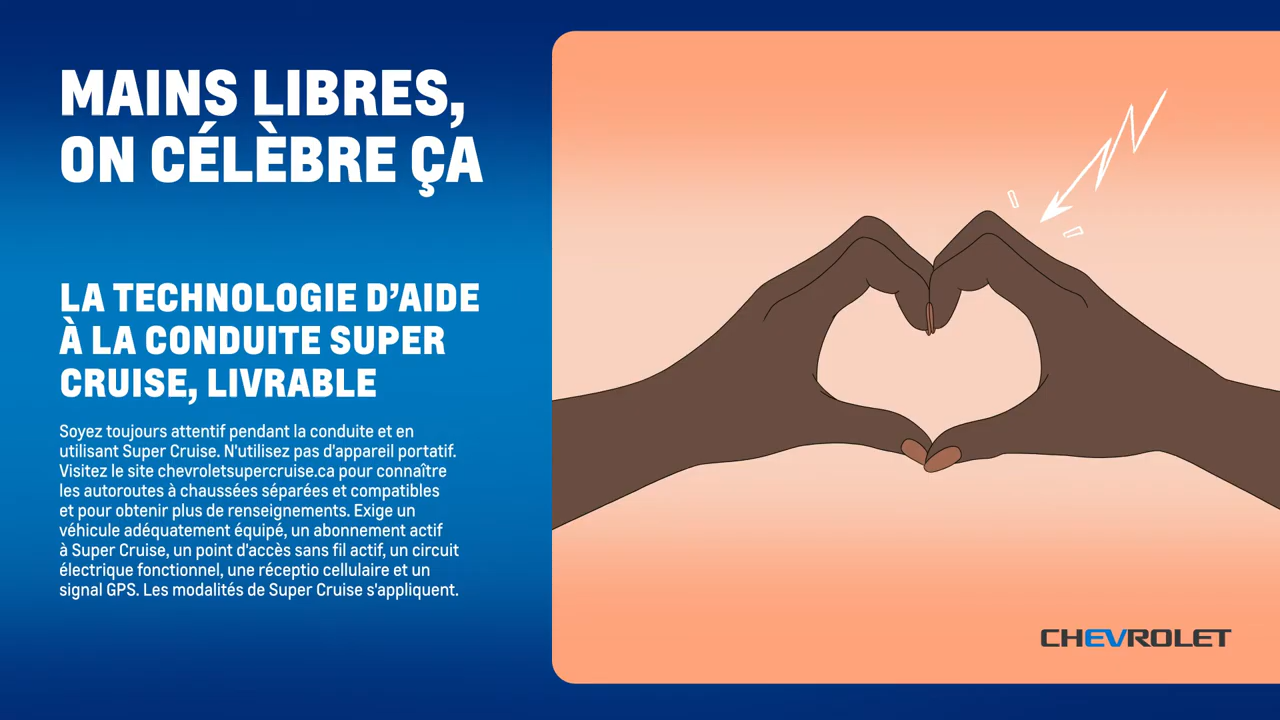 MAINS LIBRES,
ON CÉLÈBRE ÇA
LA TECHNOLOGIE D’AIDE
À LA CONDUITE SUPER
CRUISE, LIVRABLE
Soyez toujours attentif pendant la conduite et en
utilisant Super Cruise. N'utilisez pas d'appareil portatif.
Visitez le site chevroletsupercruise.ca pour connaître
les autoroutes à chaussées séparées et compatibles
et pour obtenir plus de renseignements. Exige un
véhicule adéquatement équipé, un abonnement actif
à Super Cruise, un point d'accès sans fil actif, un circuit
électrique fonctionnel, une réceptio cellulaire et un
signal GPS. Les modalités de Super Cruise s'appliquent.
CHEVROLET